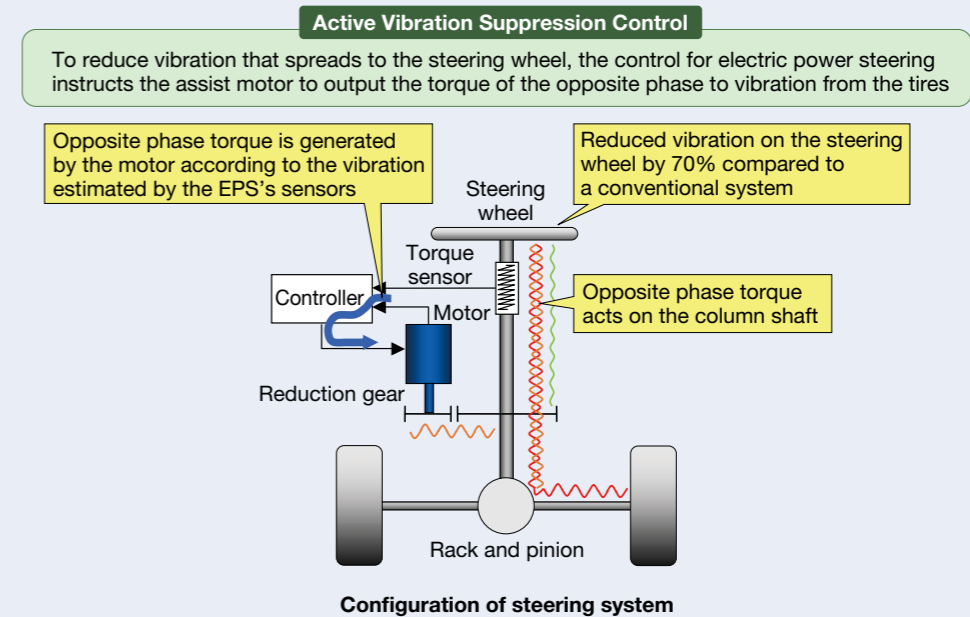 Active Vibration Suppression Control
To reduce vibration that spreads to the steering wheel, the control for electric power steering
instructs the assist motor to output the torque of the opposite phase to vibration from the tires
Opposite phase torque is generated
by the motor according to the vibration
estimated by the EPS’s sensors
Reduced vibration on the steering
wheel by 70% compared to
a conventional system
Steering
wheel
Torque
sensor
Controller
Motor
Opposite phase torque
acts on the column shaft
Reduction gear
Rack and pinion
Configuration of steering system